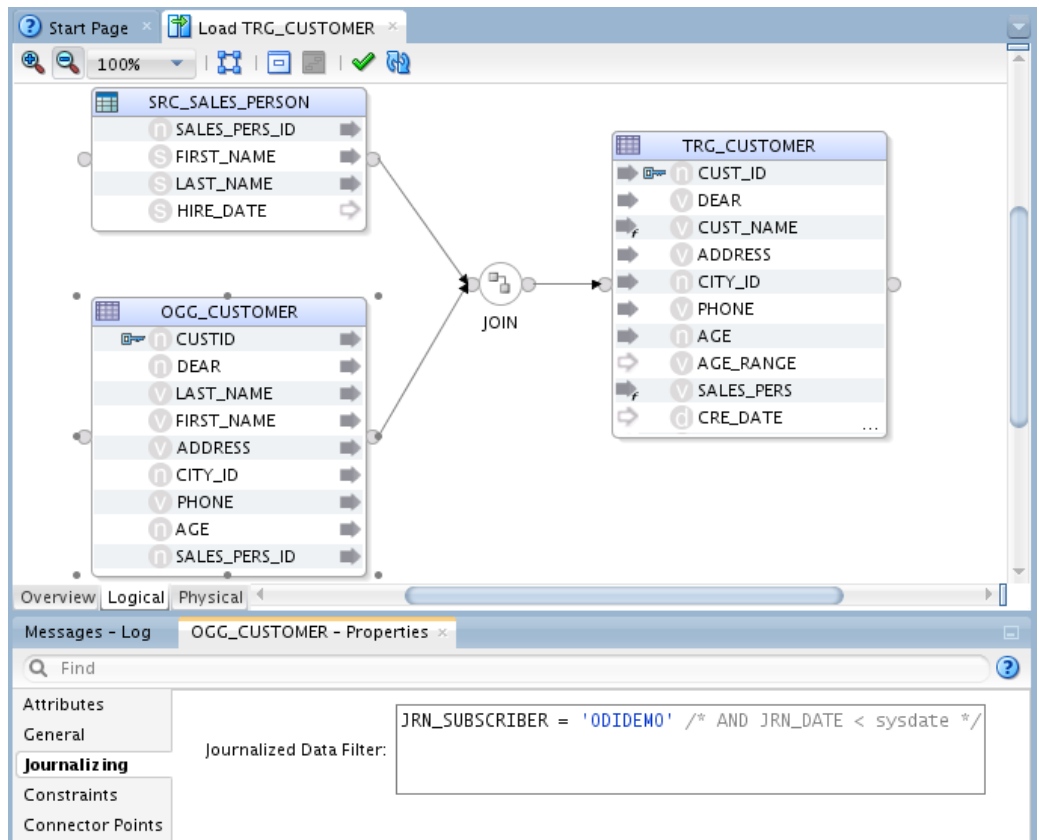 Start Page
Load TRG_CUSTOMER
100%
SRC_SALES_PERSON
n SALES_PERS_ID
S FIRST_NAME
S LAST_NAME
S HIRE_DATE
OGG_CUSTOMER
n CUSTID
n DEAR
v LAST_NAME
v FIRST_NAME
v ADDRESS
n CITY_ID
v PHONE
n AGE
n SALES_PERS_ID
JOIN
TRG_CUSTOMER
n CUST_ID
v DEAR
f v CUST_NAME
v ADDRESS
n CITY_ID
v PHONE
n AGE
v AGE_RANGE
f v SALES_PERS
d CRE_DATE
...
Overview Logical Physical
Messages - Log
OGG_CUSTOMER - Properties
Find
Attributes
General
Journalizing
Constraints
Connector Points
Journalized Data Filter:
JRN_SUBSCRIBER = 'ODIDEMO' /* AND JRN_DATE < sysdate */